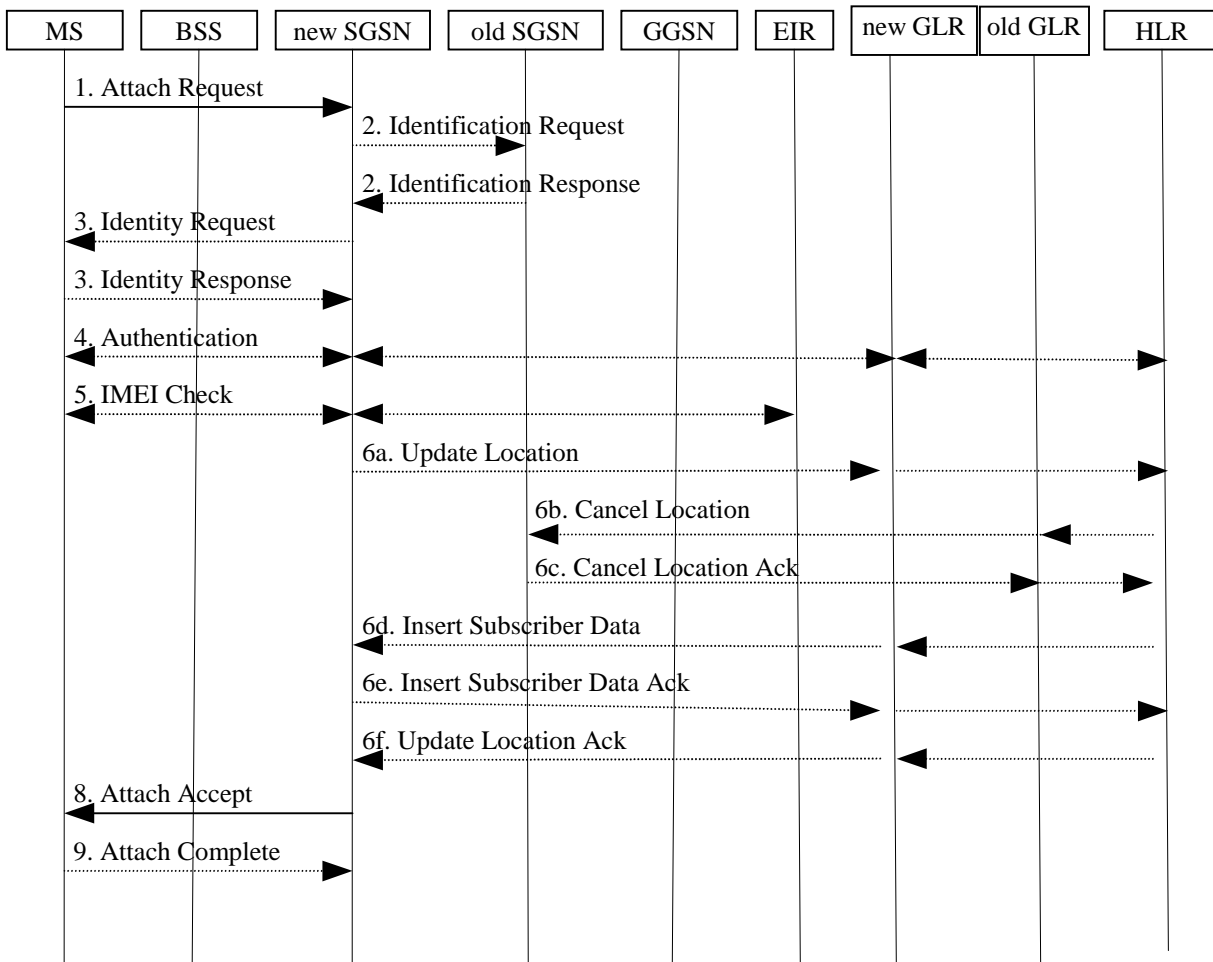 MS
BSS
new SGSN
old SGSN
GGSN
EIR
new GLR
old GLR
HLR
1. Attach Request
2. Identification Request
2. Identification Response
3. Identity Request
3. Identity Response
4. Authentication
5. IMEI Check
6a. Update Location
6b. Cancel Location
6c. Cancel Location Ack
6d. Insert Subscriber Data
6e. Insert Subscriber Data Ack
6f. Update Location Ack
8. Attach Accept
9. Attach Complete